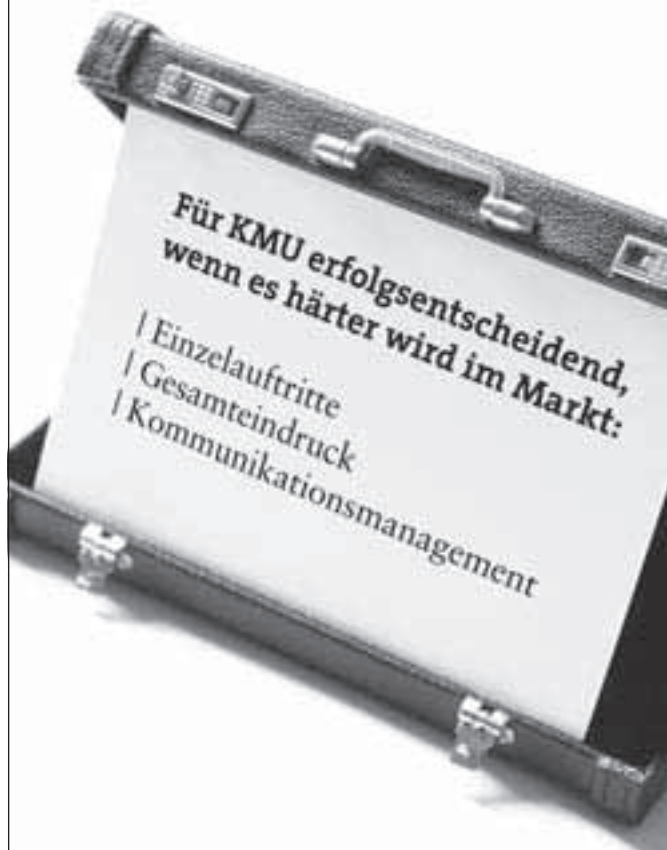 Für KMU erfolgsentscheidend,
wenn es härter wird im Markt:
| Einzelauftritte
| Gesamteindruck
| Kommunikationsmanagement